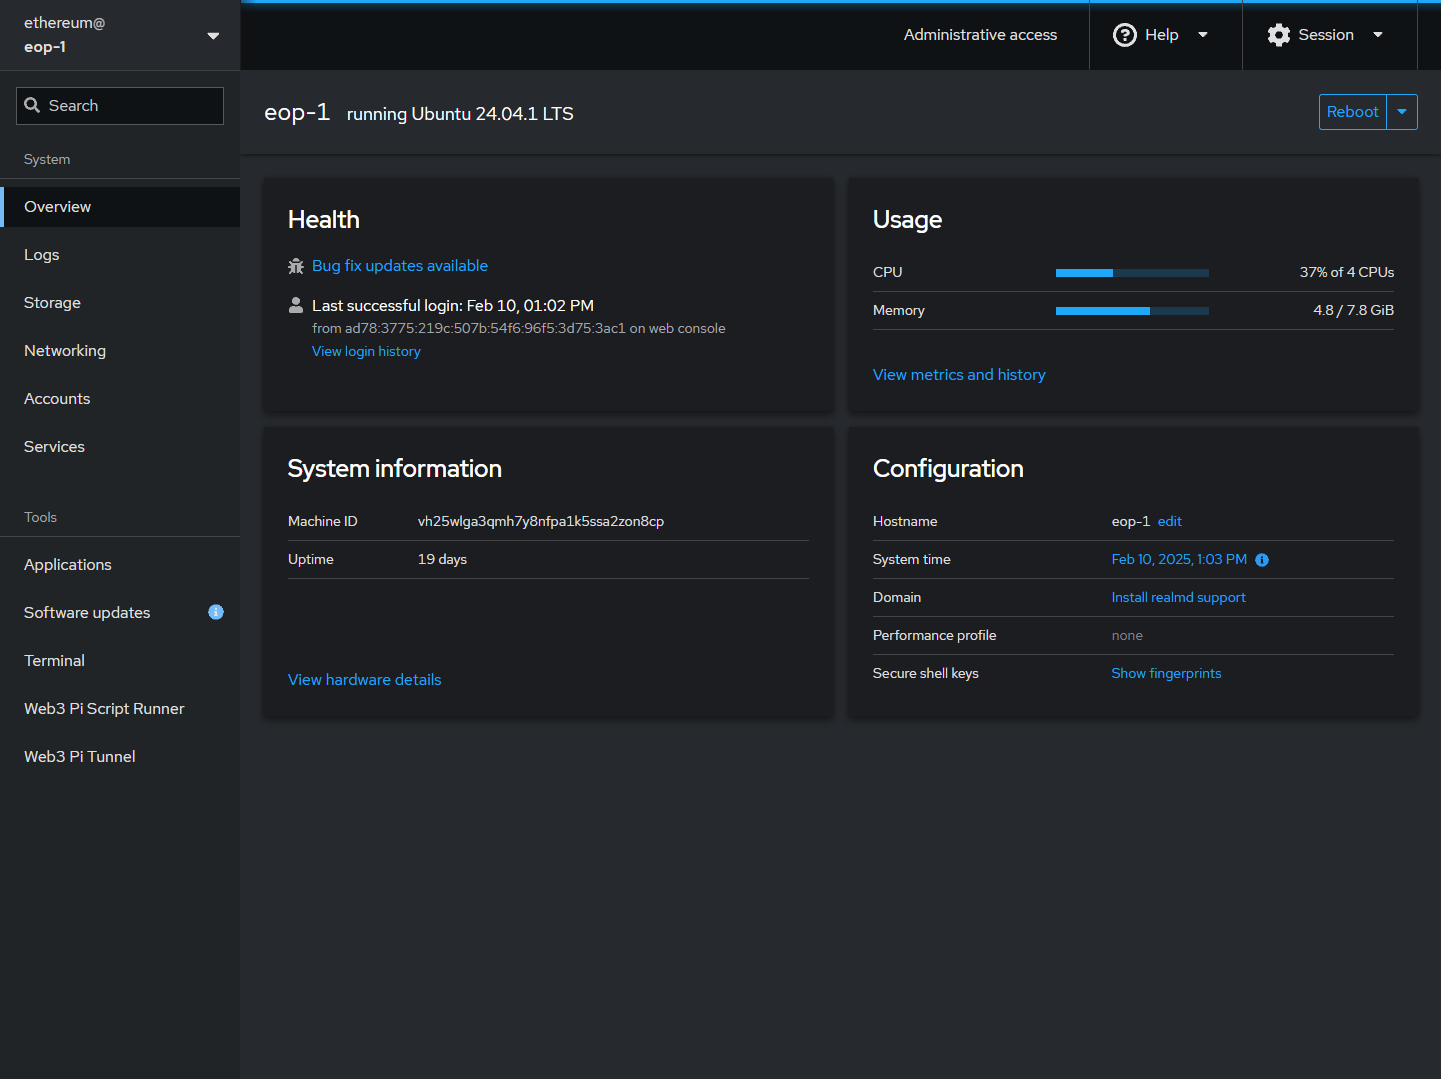 ethereum@
eop-1
Administrative access
Help
Session
Search
System
Overview
Logs
Storage
Networking
Accounts
Services
Tools
Applications
Software updates
Terminal
Web3 Pi Script Runner
Web3 Pi Tunnel
eop-1 running Ubuntu 24.04.1 LTS
Reboot
Health
Bug fix updates available
Last successful login: Feb 10, 01:02 PM
from ad78:3775:219c:507b:54f6:96f5:3d75:3ac1 on web console
View login history
Usage
CPU 37% of 4 CPUs
Memory 4.8 / 7.8 GiB
View metrics and history
System information
Machine ID vh25wlga3qmh7y8nfpa1k5ssa2zon8cp
Uptime 19 days
View hardware details
Configuration
Hostname eop-1 edit
System time Feb 10, 2025, 1:03 PM
Domain Install realmd support
Performance profile none
Secure shell keys Show fingerprints